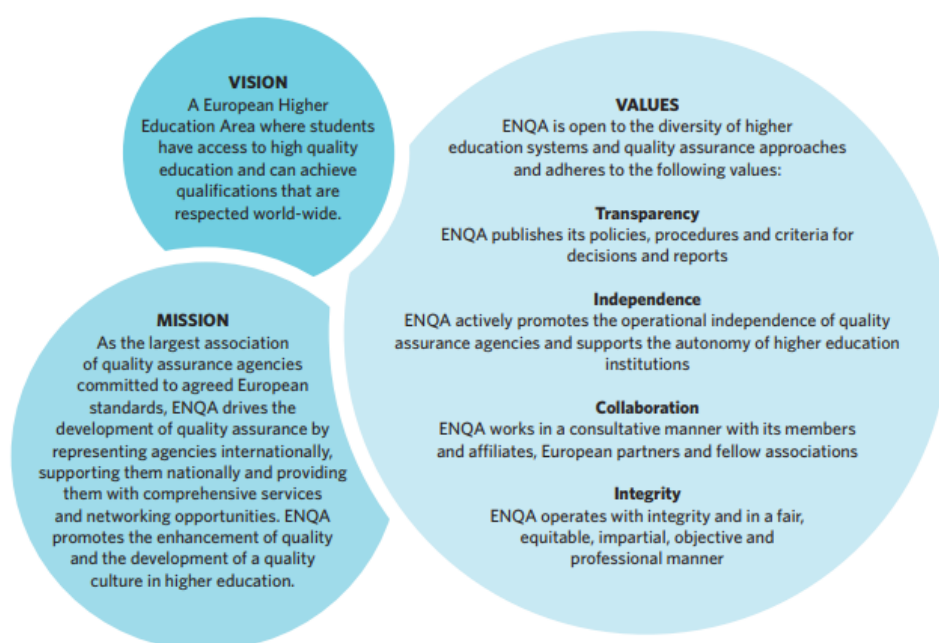 VISION
A European Higher
Education Area where students
have access to high quality
education and can achieve
qualifications that are
respected world-wide.
MISSION
As the largest association
of quality assurance agencies
committed to agreed European
standards, ENQA drives the
development of quality assurance by
representing agencies internationally,
supporting them nationally and providing
them with comprehensive services
and networking opportunities. ENQA
promotes the enhancement of quality
and the development of a quality
culture in higher education.
VALUES
ENQA is open to the diversity of higher
education systems and quality assurance approaches
and adheres to the following values:
Transparency
ENQA publishes its policies, procedures and criteria for
decisions and reports
Independence
ENQA actively promotes the operational independence of quality
assurance agencies and supports the autonomy of higher education
institutions
Collaboration
ENQA works in a consultative manner with its members
and affiliates, European partners and fellow associations
Integrity
ENQA operates with integrity and in a fair,
equitable, impartial, objective and
professional manner